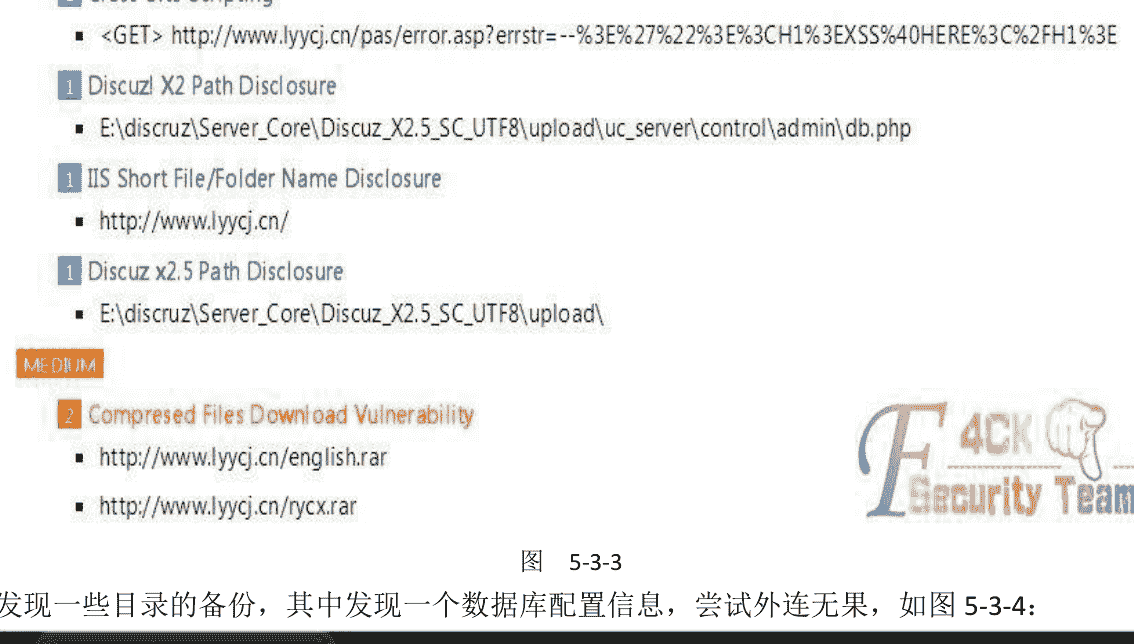 Cross Site Scripting
▪ <GET> http://www.lyycj.cn/pas/error.asp?errstr=--%3E%27%22%3E%3CH1%3EXSS%40HERE%3C%2FH1%3E
1 Discuz! X2 Path Disclosure
▪ E:\discruz\Server_Core\Discuz_X2.5_SC_UTF8\upload\uc_server\control\admin\db.php
1 IIS Short File/Folder Name Disclosure
▪ http://www.lyycj.cn/
1 Discuz x2.5 Path Disclosure
▪ E:\discruz\Server_Core\Discuz_X2.5_SC_UTF8\upload\
MEDIUM
2 Compresed Files Download Vulnerability
▪ http://www.lyycj.cn/english.rar
▪ http://www.lyycj.cn/rycx.rar
F4CK
Security Team
图 5-3-3
发现一些目录的备份，其中发现一个数据库配置信息，尝试外连无果，如图 5-3-4：